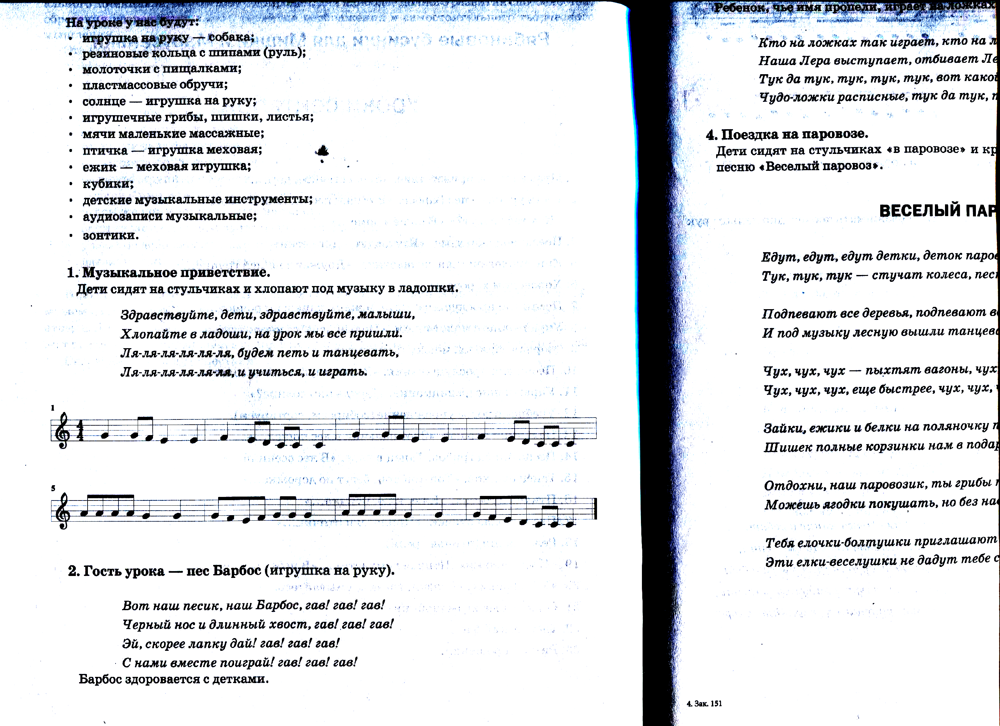 На уроке у нас будут:
• игрушка на руку — собака;
• резиновые кольца с шипами (руль);
• молоточки с пищалками;
• пластмассовые обручи;
• солнце — игрушка на руку;
• игрушечные грибы, шишки, листья;
• мячи маленькие массажные;
• птичка — игрушка меховая;
• ежик — меховая игрушка;
• кубики;
• детские музыкальные инструменты;
• аудиозаписи музыкальные;
• зонтики.
1. Музыкальное приветствие.
Дети сидят на стульчиках и хлопают под музыку в ладошки.
Здравствуйте, дети, здравствуйте, малыши,
Хлопайте в ладоши, на урок мы все пришли.
Ля-ля-ля-ля-ля-ля, будем петь и танцевать,
Ля-ля-ля-ля-ля-ля, и учиться, и играть.
1
4
4
5
2. Гость урока — пес Барбос (игрушка на руку).
Вот наш песик, наш Барбос, гав! гав! гав!
Черный нос и длинный хвост, гав! гав! гав!
Эй, скорее лапку дай! гав! гав! гав!
С нами вместе поиграй! гав! гав! гав!
Барбос здоровается с детками.
Ребенок, чье имя пропели, играет на ложках
Кто на ложках так играет, кто на
Наша Лера выступает, отбивает
Тук да тук, тук, тук, тук, вот
Чудо-ложки расписные, тук да тук,
4. Поездка на паровозе.
Дети сидят на стульчиках «в паровозе» и
песню «Веселый паровоз».
ВЕСЕЛЫЙ ПАР
Едут, едут, едут детки, деток
Тук, тук, тук — стучат колеса,
Подпевают все деревья, подпевают
И под музыку лесную вышли
Чух, чух, чух — пыхтят вагоны, чух
Чух, чух, чух, еще быстрее, чух, чух,
Зайки, ежики и белки на поляночку
Шишек полные корзинки нам в
Отдохни, наш паровозик, ты грибы
Можешь ягодки покушать, но без
Тебя елочки-болтушки приглашают
Эти елки-веселушки не дадут тебе
4. Зак. 151